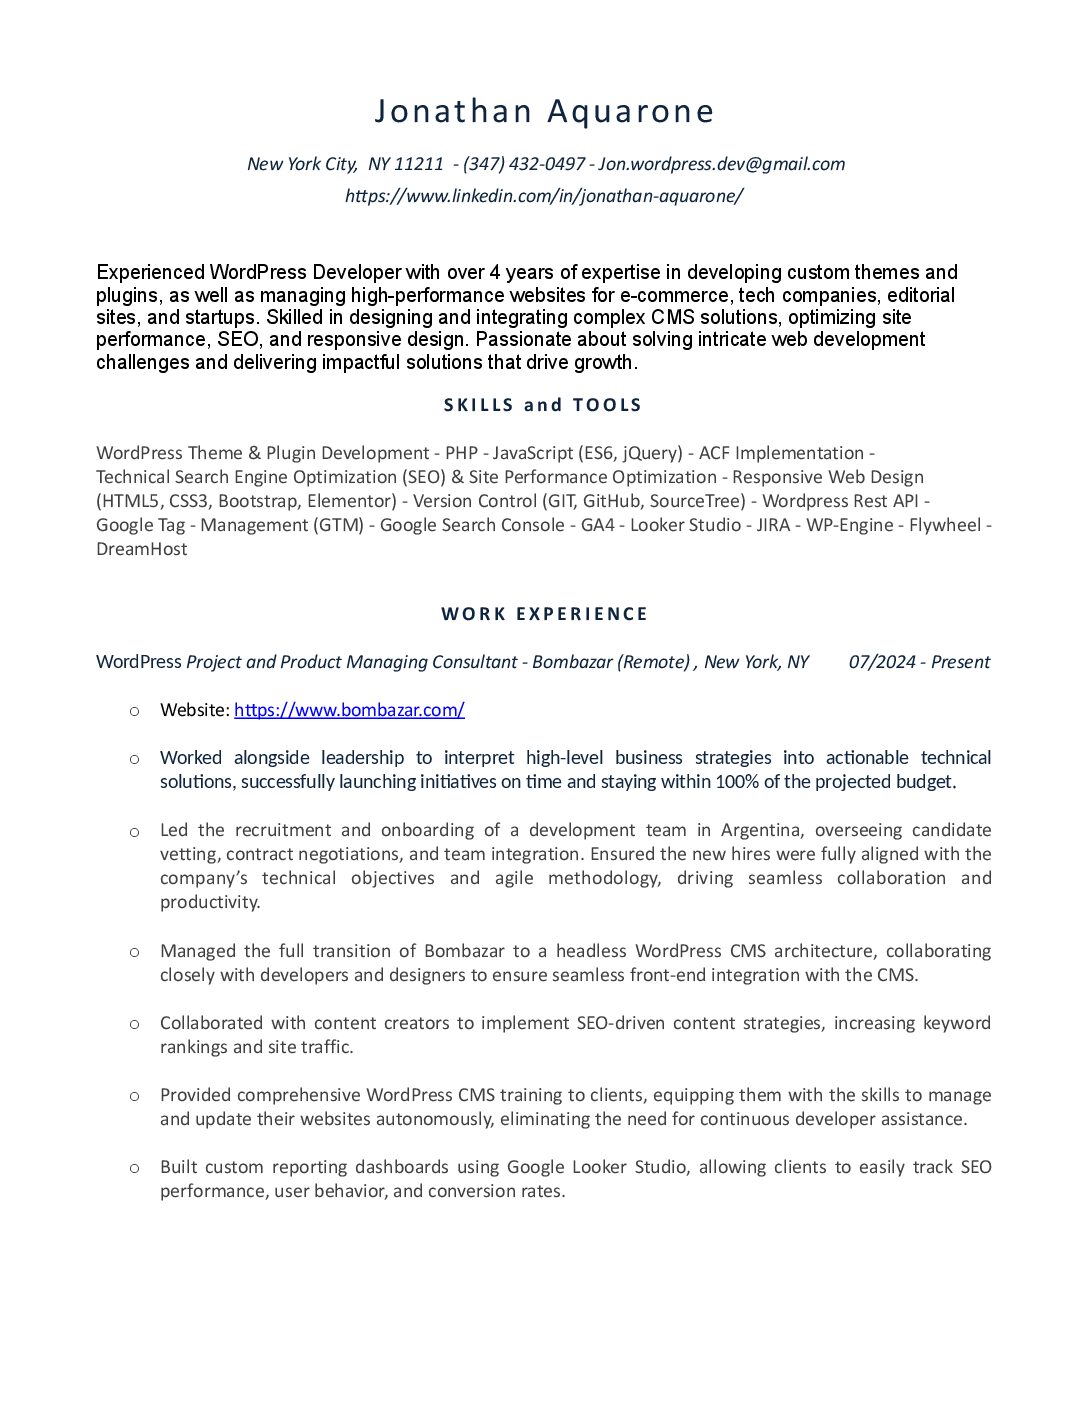 Jonathan Aquarone
New York City,  NY 11211  - (347) 432-0497 - Jon.wordpress.dev@gmail.com
https://www.linkedin.com/in/jonathan-aquarone/
Experienced WordPress Developer with over 4 years of expertise in developing custom themes and
plugins, as well as managing high-performance websites for e-commerce, tech companies, editorial
sites, and startups. Skilled in designing and integrating complex CMS solutions, optimizing site
performance, SEO, and responsive design. Passionate about solving intricate web development
challenges and delivering impactful solutions that drive growth.
SKILLS and TOOLS
WordPress Theme & Plugin Development - PHP - JavaScript (ES6, jQuery) - ACF Implementation -
Technical Search Engine Optimization (SEO) & Site Performance Optimization - Responsive Web Design
(HTML5, CSS3, Bootstrap, Elementor) - Version Control (GIT, GitHub, SourceTree) - Wordpress Rest API -
Google Tag - Management (GTM) - Google Search Console - GA4 - Looker Studio - JIRA - WP-Engine - Flywheel -
DreamHost
WORK EXPERIENCE
WordPress Project and Product Managing Consultant - Bombazar (Remote) , New York, NY 07/2024 - Present
o Website: https://www.bombazar.com/
o Worked alongside leadership to interpret high-level business strategies into actionable technical
solutions, successfully launching initiatives on time and staying within 100% of the projected budget.
o Led the recruitment and onboarding of a development team in Argentina, overseeing candidate
vetting, contract negotiations, and team integration. Ensured the new hires were fully aligned with the
company’s technical objectives and agile methodology, driving seamless collaboration and
productivity.
o Managed the full transition of Bombazar to a headless WordPress CMS architecture, collaborating
closely with developers and designers to ensure seamless front-end integration with the CMS.
o Collaborated with content creators to implement SEO-driven content strategies, increasing keyword
rankings and site traffic.
o Provided comprehensive WordPress CMS training to clients, equipping them with the skills to manage
and update their websites autonomously, eliminating the need for continuous developer assistance.
o Built custom reporting dashboards using Google Looker Studio, allowing clients to easily track SEO
performance, user behavior, and conversion rates.